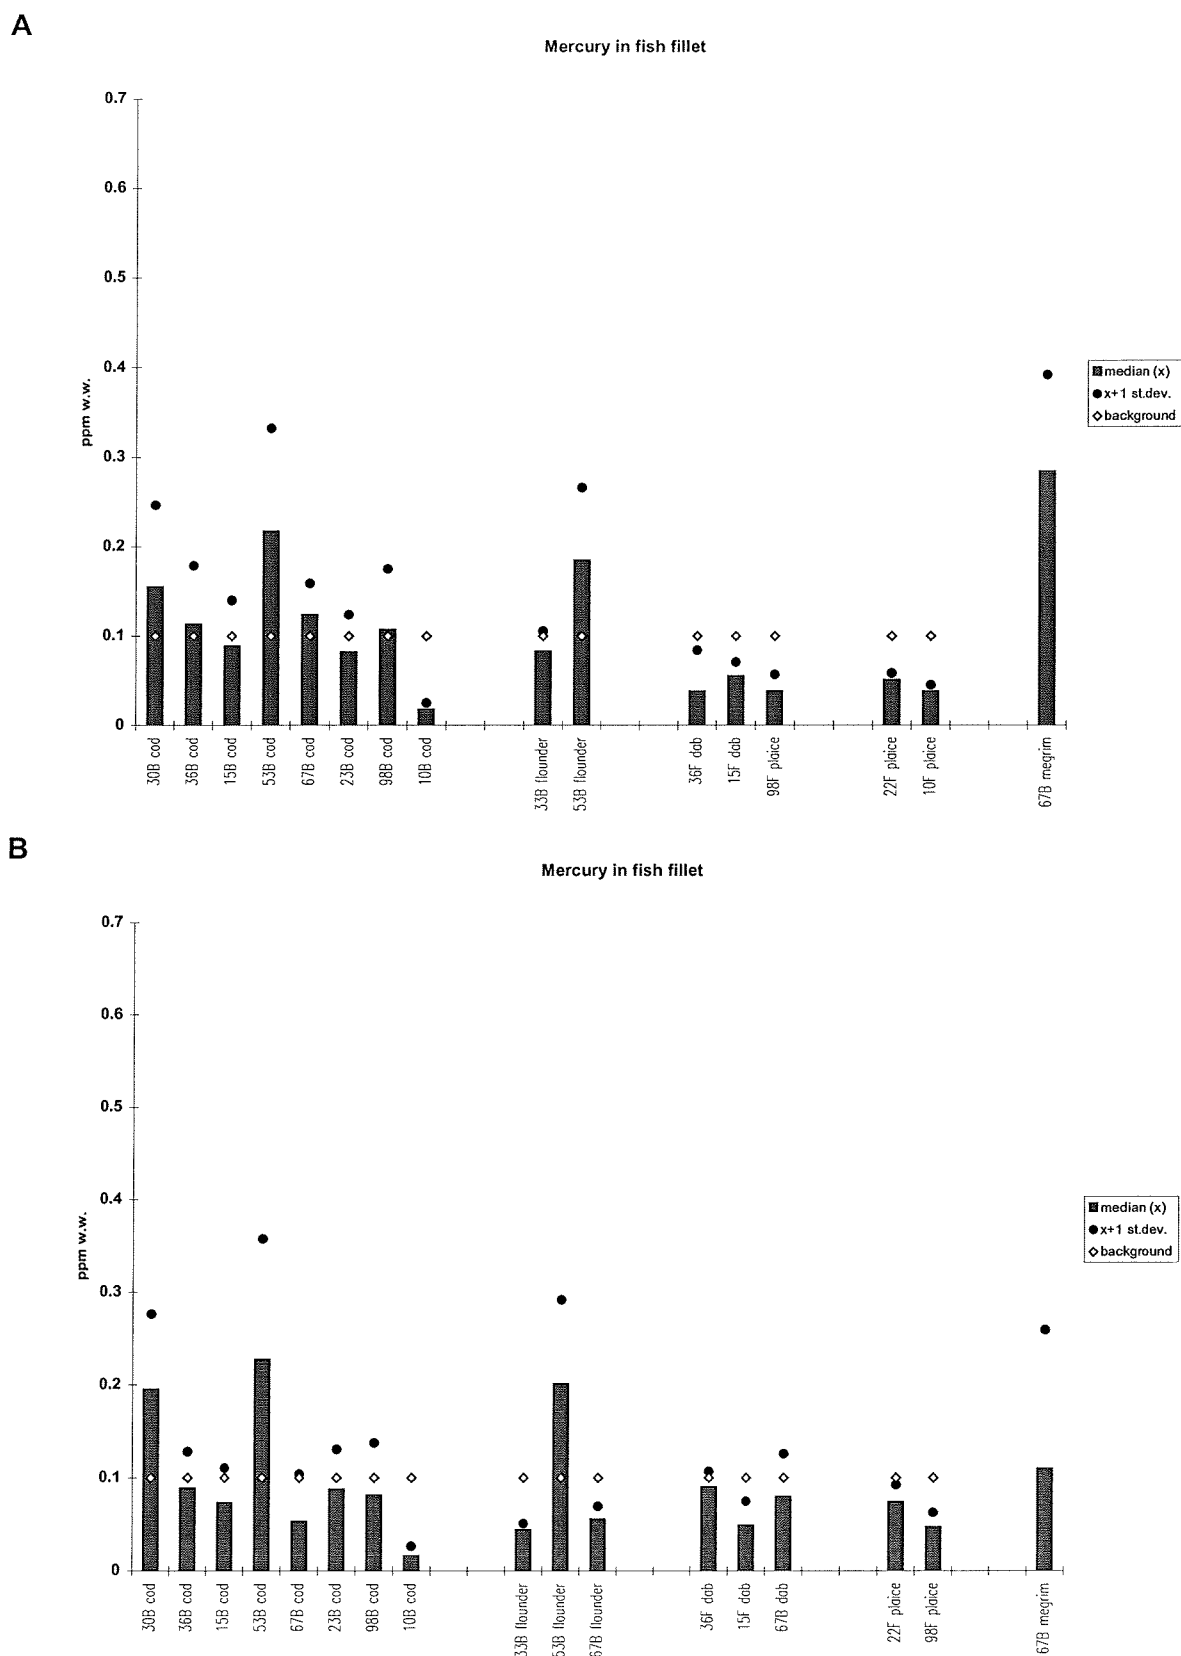 A
Mercury in fish fillet
0.7
0.6
0.5
0.4
0.3
0.2
0.1
0
ppm w.w.
median (x)
x+1 st.dev.
background
30B cod
36B cod
15B cod
53B cod
67B cod
23B cod
98B cod
10B cod
33B flounder
53B flounder
36F dab
15F dab
98F plaice
22F plaice
10F plaice
67B megrim
B
Mercury in fish fillet
0.7
0.6
0.5
0.4
0.3
0.2
0.1
0
ppm w.w.
median (x)
x+1 st.dev.
background
30B cod
36B cod
15B cod
53B cod
67B cod
23B cod
98B cod
10B cod
33B flounder
53B flounder
67B flounder
36F dab
15F dab
67B dab
22F plaice
98F plaice
67B megrim